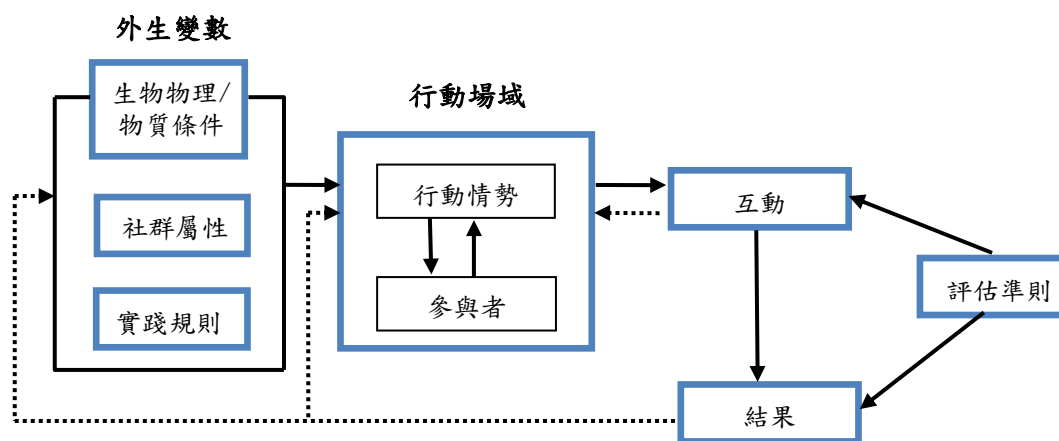 外生變數
生物物理/
物質條件
社群屬性
實踐規則
行動場域
行動情勢
參與者
互動
結果
評估準則